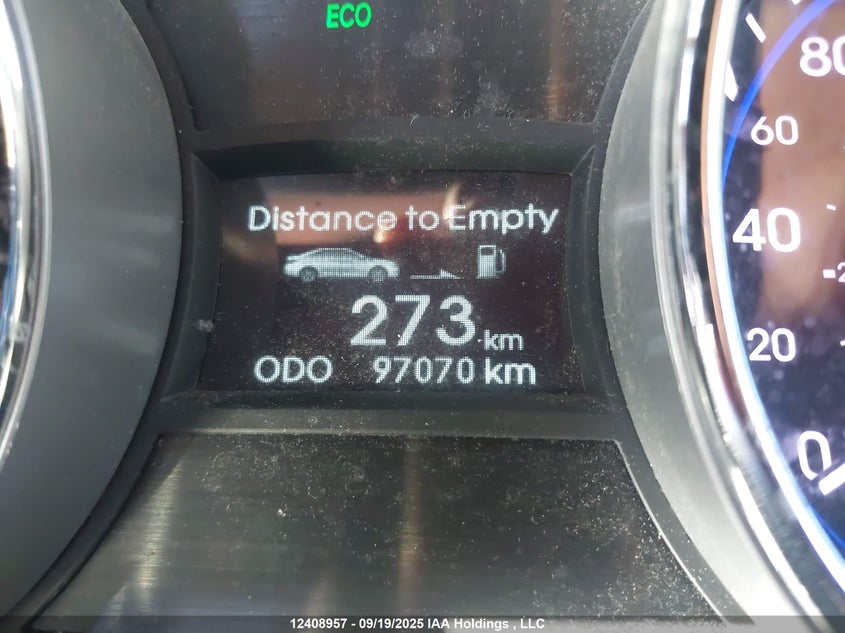 ECO
Distance to Empty
273 km
ODO 97070 km
80
60
40
20
0
12408957 - 09/19/2025 IAA Holdings , LLC